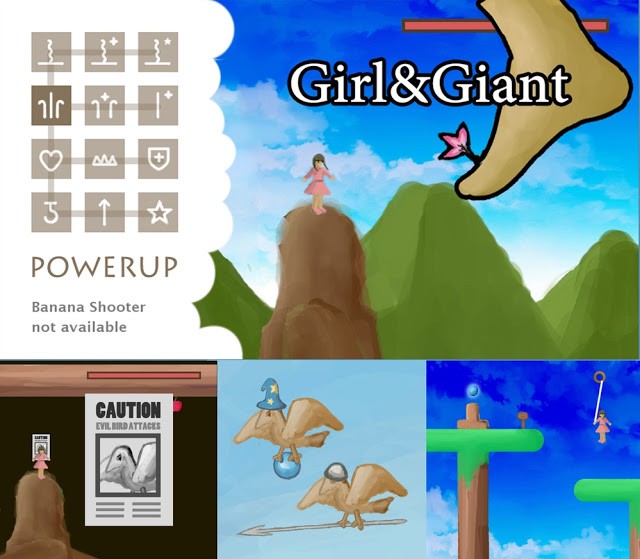 Girl&Giant
POWERUP
Banana Shooter
not available
CAUTION
EVIL BIRD ATTACKS